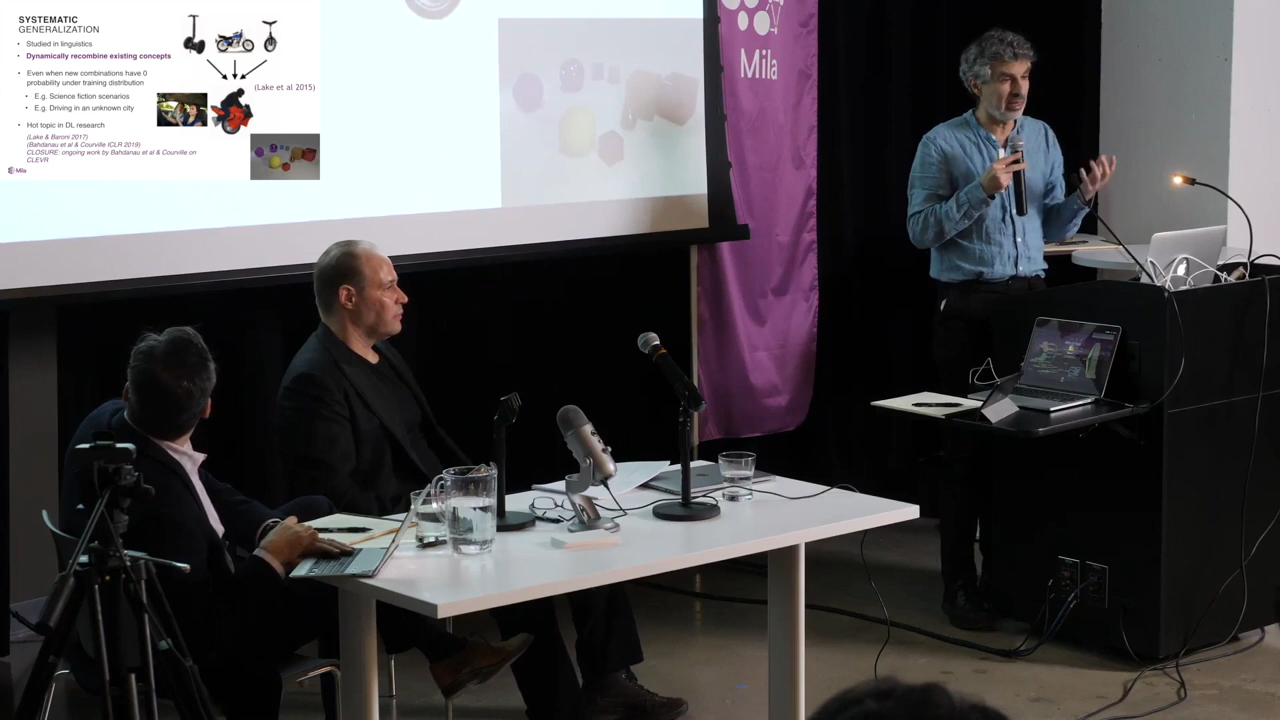 SYSTEMATIC
GENERALIZATION
• Studied in linguistics
• Dynamically recombine existing concepts
• Even when new combinations have 0
probability under training distribution
• E.g. Science fiction scenarios
• E.g. Driving in an unknown city
• Hot topic in DL research
(Lake & Baroni 2017)
(Bahdanau et al & Courville ICLR 2019)
CLOSURE: ongoing work by Bahdanau et al & Courville on
CLEVR
(Lake et al 2015)
Mila
Mila